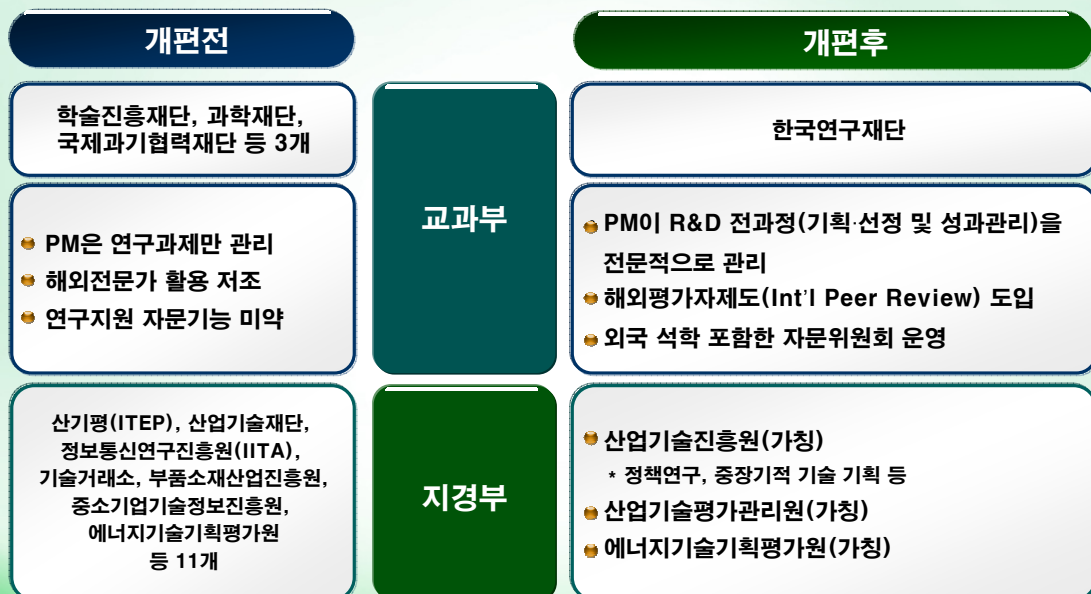 개편전
개편후
학술진흥재단, 과학재단,
국제과기협력재단 등 3개
교과부
한국연구재단
PM은 연구과제만 관리
해외전문가 활용 저조
연구지원 자문기능 미약
PM이 R&D 전과정(기획·선정 및 성과관리)을
전문적으로 관리
해외평가자제도(Int'l Peer Review) 도입
외국 석학 포함한 자문위원회 운영
산기평(ITEP), 산업기술재단,
정보통신연구진흥원(IITA),
기술거래소, 부품소재산업진흥원,
중소기업기술정보진흥원,
에너지기술기획평가원
등 11개
지경부
산업기술진흥원(가칭)
* 정책연구, 중장기적 기술 기획 등
산업기술평가관리원(가칭)
에너지기술기획평가원(가칭)